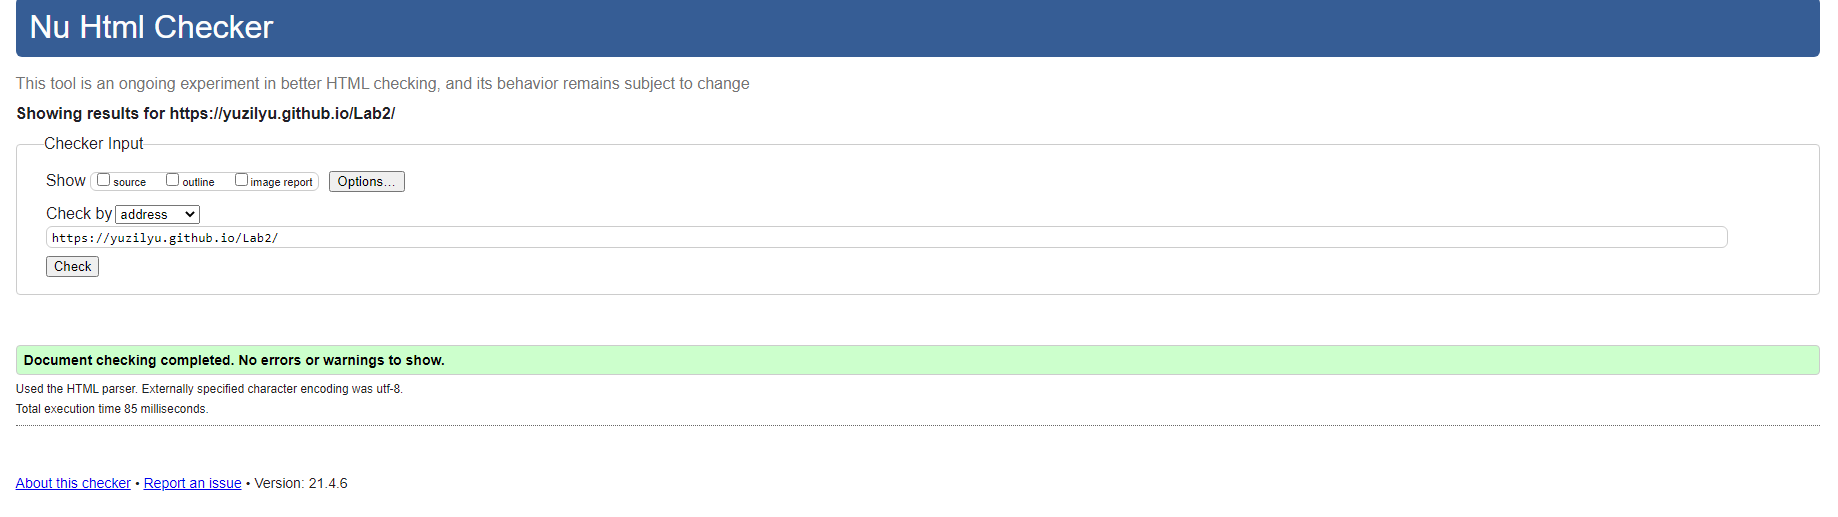 Nu Html Checker
This tool is an ongoing experiment in better HTML checking, and its behavior remains subject to change
Showing results for https://yuzilyu.github.io/Lab2/
Checker Input
Show source outline image report Options...
Check by address
https://yuzilyu.github.io/Lab2/
Check
Document checking completed. No errors or warnings to show.
Used the HTML parser. Externally specified character encoding was utf-8.
Total execution time 85 milliseconds.
About this checker • Report an issue • Version: 21.4.6